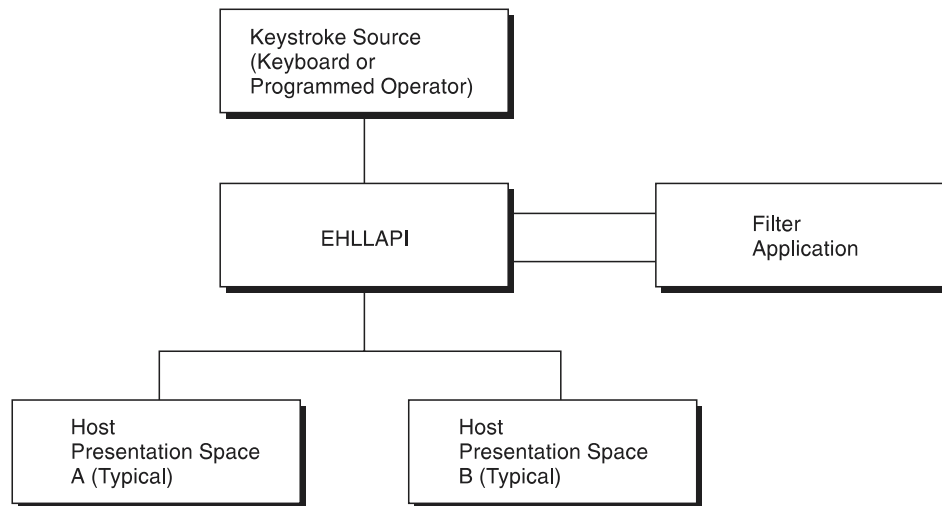 Keystroke Source
(Keyboard or
Programmed Operator)
EHLLAPI
Filter
Application
Host
Presentation Space
A (Typical)
Host
Presentation Space
B (Typical)